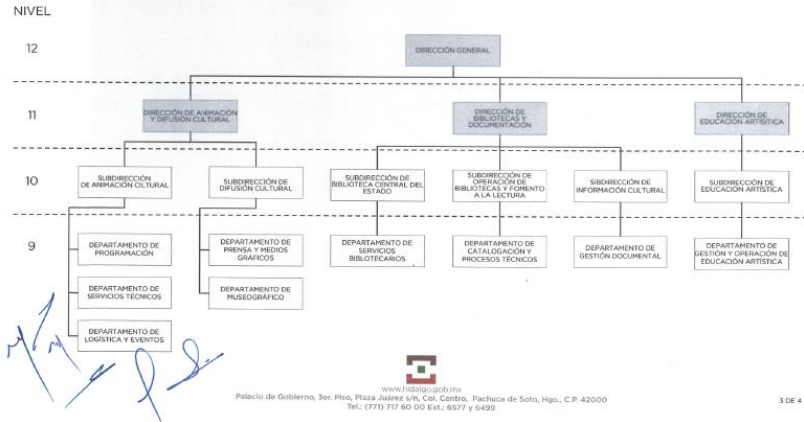 NIVEL
12
DIRECCIÓN GENERAL
11
DIRECCIÓN DE ANIMACIÓN
Y DIFUSIÓN CULTURAL
DIRECCIÓN DE
BIBLIOTECAS Y
DOCUMENTACIÓN
DIRECCIÓN DE
EDUCACIÓN ARTÍSITICA
10
SUBDIRECCIÓN
DE ANIMACIÓN CILTURAL
SUBDIRECCIÓN DE
DIFUSIÓN CULTURAL
SUBDIRECCIÓN DE
BIBLIOTECA CENTRAL DEL
ESTADO
SUBDIRECCIÓN DE
OPERACIÓN DE
BIBLIOTECAS Y FOMENTO
A LA LECTURA
SIBDIRECCIÓN DE
INFORMACIÓN CULTURAL
SUBDIRECCIÓN DE
EDUCACIÓN ARTÍSTICA
9
DEPARTAMENTO DE
PROGRAMACIÓN
DEPARTAMENTO DE
PRENSA Y MEDIOS
GRÁFICOS
DEPARTAMENTO DE
SERVICIOS
BIBLOTECARIOS
DEPARTAMENTO DE
CATALOGACIÓN Y
PROCESOS TÉCNICOS
DEPARTAMENTO DE
GESTIÓN DOCUMENTAL
DEPARTAMENTO DE
GESTIÓN Y OPERACIÓN DE
EDUCACIÓN ARTÍSTICA
DEPARTAMENTO DE
SERVICIOS TÉCNICOS
DEPARTAMENTO DE
MUSEOGRÁFICO
DEPARTAMENTO DE
LOGÍSTICA Y EVENTOS
www.hidalgo.gob.mx
Palacio de Gobierno, 3er. Piso, Plaza Juárez s/n, Col. Centro, Pachuca de Soto, Hgo., C.P. 42000
Tel.: (771) 717 60 00 Ext.: 6577 y 6499
3 DE 4